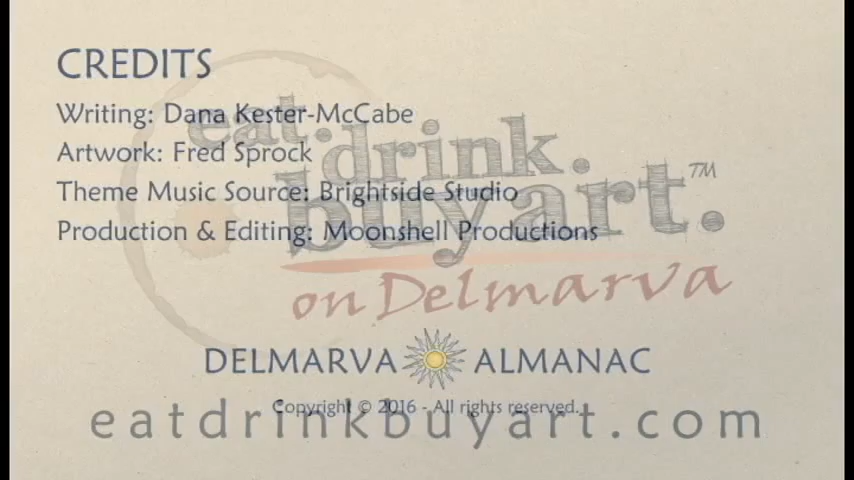 CREDITS
Writing: Dana Kester-McCabe
Artwork: Fred Sprock
Theme Music Source: Brightside Studio
Production & Editing: Moonshell Productions
eat.
drink.
buyart.™
on Delmarva
DELMARVA ALMANAC
Copyright © 2016 - All rights reserved.
eatdrinkbuyart.com